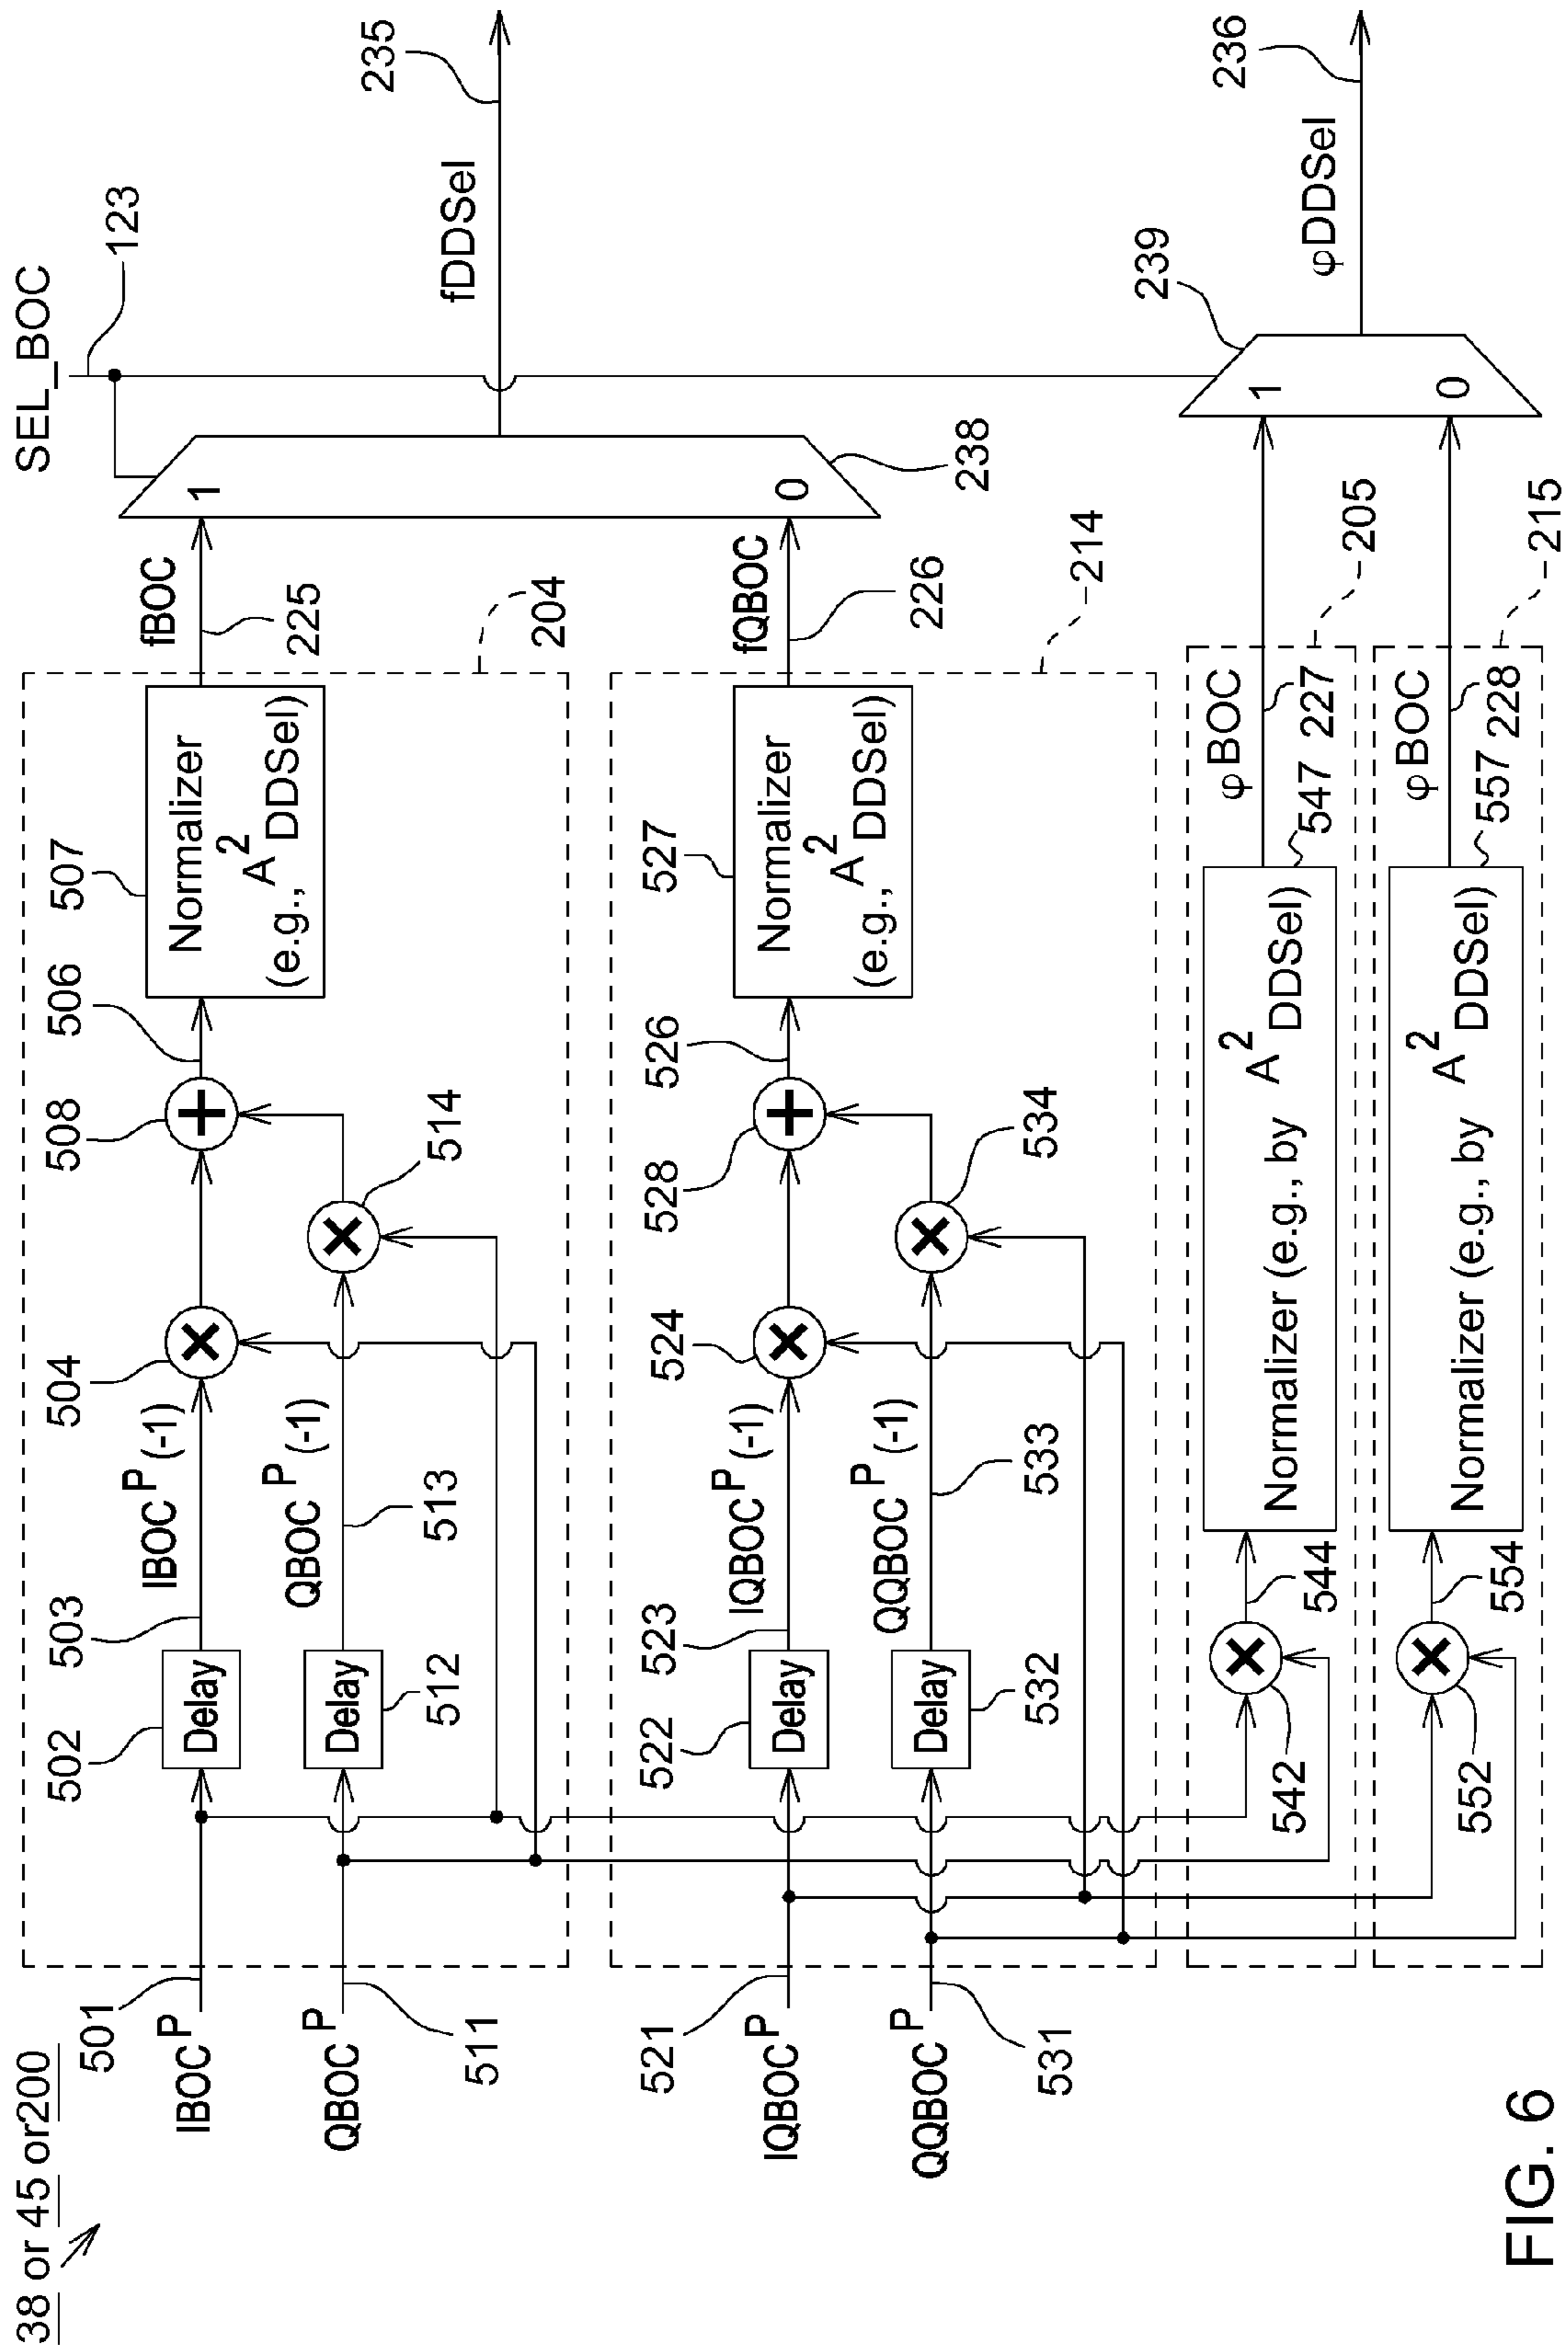 38 or 45 or200
SEL_BOC
123
501
IBOC P
502
Delay
503
IBOC P (-1)
504
508
506
507
Normalizer
(e.g., A 2 DDSel)
fBOC
225
1
fDDSel
235
QBOC P
511
Delay
512
QBOC P (-1)
513
514
204
0
238
521
IQBOC P
522
Delay
523
IQBOC P (-1)
524
528
526
527
Normalizer
(e.g., A 2 DDSel)
fQBOC
226
QQBOC P
531
Delay
532
QQBOC P (-1)
533
534
214
542
544
Normalizer (e.g., by A 2 DDSel)
547
φBOC
227
205
1
239
φDDSel
236
552
554
Normalizer (e.g., by A 2 DDSel)
557
φBOC
228
215
0
FIG. 6